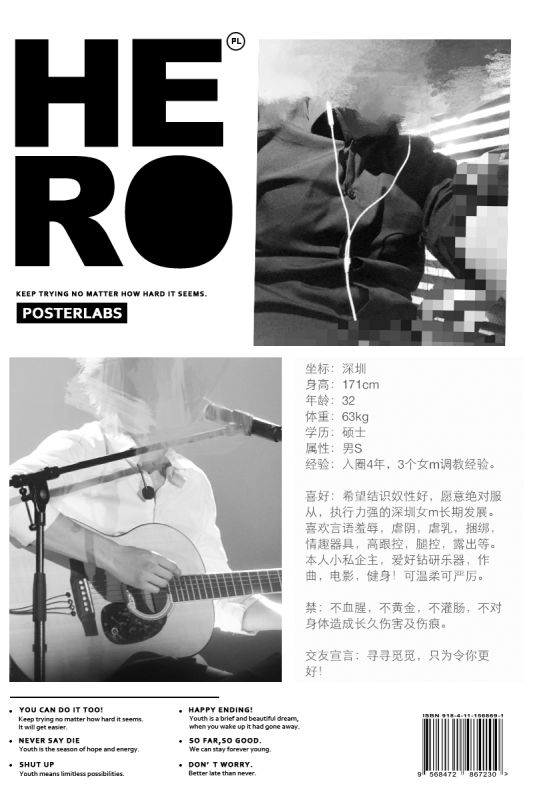 HE
PL
RO
KEEP TRYING NO MATTER HOW HARD IT SEEMS.
POSTERLABS
坐标：深圳
身高：171cm
年龄：32
体重：63kg
学历：硕士
属性：男S
经验：入圈4年，3个女m调教经验。
喜好：希望结识奴性好，愿意绝对服
从，执行力强的深圳女m长期发展。
喜欢言语羞辱，虐阴，虐乳，捆绑，
情趣器具，高跟控，腿控，露出等。
本人小私企主，爱好钻研乐器，作
曲，电影，健身！可温柔可严厉。
禁：不血腥，不黄金，不灌肠，不对
身体造成长久伤害及伤痕。
交友宣言：寻寻觅觅，只为令你更
好！
YOU CAN DO IT TOO!
Keep trying no matter how hard it seems.
It will get easier.
NEVER SAY DIE
Youth is the season of hope and energy.
SHUT UP
Youth means limitless possibilities.
HAPPY ENDING!
Youth is a brief and beautiful dream,
when you wake up it had gone away.
SO FAR,SO GOOD.
We can stay forever young.
DON' T WORRY.
Better late than never.
ISBN 918-4-11-156869-1
9 568472 867230 >